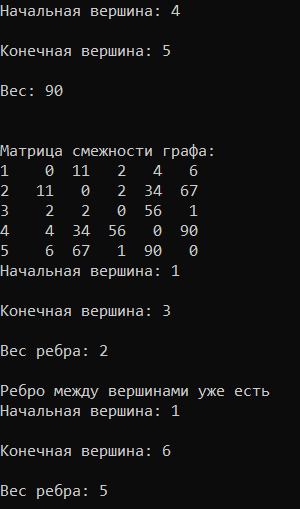 Начальная вершина: 4
Конечная вершина: 5
Вес: 90
Матрица смежности графа:
1 0 11 2 4 6
2 11 0 2 34 67
3 2 2 0 56 1
4 4 34 56 0 90
5 6 67 1 90 0
Начальная вершина: 1
Конечная вершина: 3
Вес ребра: 2
Ребро между вершинами уже есть
Начальная вершина: 1
Конечная вершина: 6
Вес ребра: 5